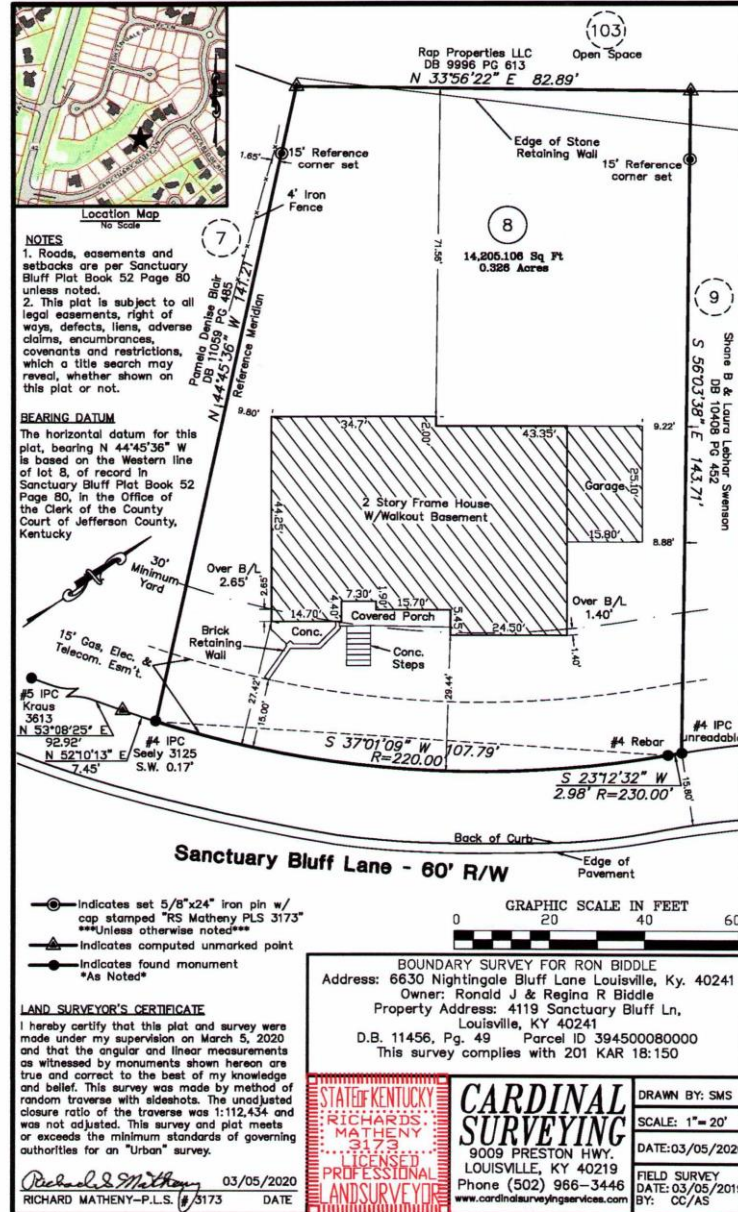 NIGHTINGALE BLUFF LN
SANCTUARY BLUFF LN
Location Map
No Scale
103
Rap Properties LLC
DB 9996 PG 613
Open Space
N 33°56'22" E 82.89'
Edge of Stone
Retaining Wall
15' Reference
corner set
15' Reference
corner set
1.65'
4' Iron
Fence
7
8
14,205.106 Sq Ft
0.326 Acres
71.56'
9
NOTES
1. Roads, easements and
setbacks are per Sanctuary
Bluff Plat Book 52 Page 80
unless noted.
2. This plat is subject to all
legal easements, right of
ways, defects, liens, adverse
claims, encumbrances,
covenants and restrictions,
which a title search may
reveal, whether shown on
this plat or not.
Pamela Denise Blair
DB 11059 PG 485
N 44°45'36" W 141.21'
Reference Meridian
Shane B & Laura Lebhar Swenson
DB 10408 PG 452
S 56°03'38" E 143.71'
BEARING DATUM
The horizontal datum for this
plat, bearing N 44°45'36" W
is based on the Western line
of lot 8, of record in
Sanctuary Bluff Plat Book 52
Page 80, in the Office of
the Clerk of the County
Court of Jefferson County,
Kentucky
9.80'
34.7'
2.00'
43.35'
9.22'
Garage
25.10'
15.80'
8.88'
44.25'
2 Story Frame House
W/Walkout Basement
30'
Minimum
Yard
Over B/L
2.65'
2.65'
14.70'
4.40'
7.30'
1.90'
15.70'
Covered Porch
5.45'
24.50'
Over B/L
1.40'
1.40'
Conc.
Brick
Retaining
Wall
Conc.
Steps
15' Gas, Elec. &
Telecom. Esm't.
27.42'
15.00'
29.44'
#5 IPC
Kraus
3613
N 53°08'25" E
92.92'
N 52°10'13" E
7.45'
#4 IPC
Seely 3125
S.W. 0.17'
S 37°01'09" W 107.79'
R=220.00'
#4 Rebar
#4 IPC
unreadable
S 23°12'32" W
2.98' R=230.00'
15.80'
Back of Curb
Edge of
Pavement
Sanctuary Bluff Lane - 60' R/W
Indicates set 5/8"x24" iron pin w/
cap stamped "RS Matheny PLS 3173"
***Unless otherwise noted***
Indicates computed unmarked point
Indicates found monument
*As Noted*
GRAPHIC SCALE IN FEET
0 20 40 60
LAND SURVEYOR'S CERTIFICATE
I hereby certify that this plat and survey were
made under my supervision on March 5, 2020
and that the angular and linear measurements
as witnessed by monuments shown hereon are
true and correct to the best of my knowledge
and belief. This survey was made by method of
random traverse with sideshots. The unadjusted
closure ratio of the traverse was 1:112,434 and
was not adjusted. This survey and plat meets
or exceeds the minimum standards of governing
authorities for an "Urban" survey.
Richard S Matheny 03/05/2020
RICHARD MATHENY-P.L.S. # 3173 DATE
BOUNDARY SURVEY FOR RON BIDDLE
Address: 6630 Nightingale Bluff Lane Louisville, Ky. 40241
Owner: Ronald J & Regina R Biddle
Property Address: 4119 Sanctuary Bluff Ln,
Louisville, KY 40241
D.B. 11456, Pg. 49 Parcel ID 394500080000
This survey complies with 201 KAR 18:150
STATE OF KENTUCKY
RICHARD S.
MATHENY
3173
LICENSED
PROFESSIONAL
LAND SURVEYOR
CARDINAL
SURVEYING
9009 PRESTON HWY.
LOUISVILLE, KY 40219
Phone (502) 966-3446
www.cardinalsurveyingservices.com
DRAWN BY: SMS
SCALE: 1"= 20'
DATE:03/05/2020
FIELD SURVEY
DATE: 03/05/2019
BY: CC/AS